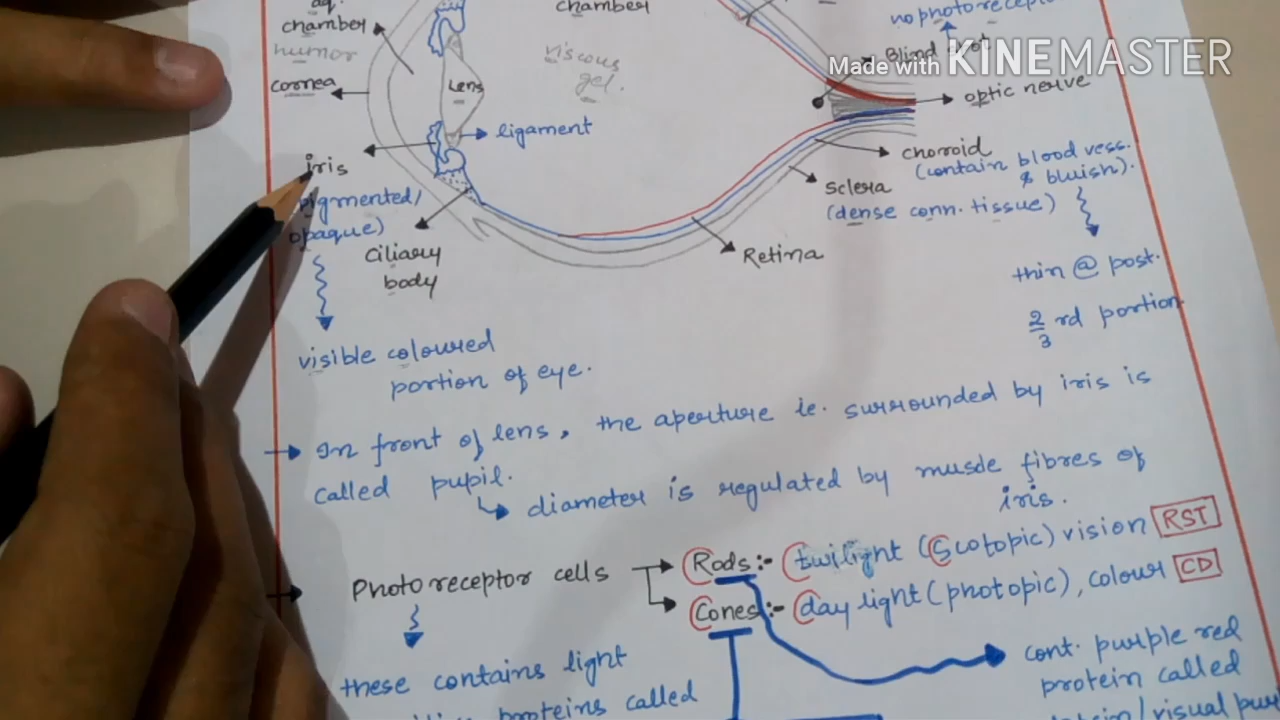 aq.
chamber
humor
cornea
iris
pigmented/
opaque)
ciliary
body
visible coloured
portion of eye.
chamber
viscous
gel.
Lens
ligament
no photo
Blind
Made with KINEMASTER
optic nerve
choroid
(contain blood vess.
& bluish).
Sclera
(dense conn. tissue)
Retina
thin @ post.
2/3 rd portion
→ In front of lens, the aperture ie. surrounded by iris is
called pupil.
diameter is regulated by muscle fibres of
iris.
Photoreceptor cells → Rods:- twilight (Scotopic) vision RST
→ Cones:- day light (photopic), colour CD
these contains light
proteins called
cont. purple red
protein called